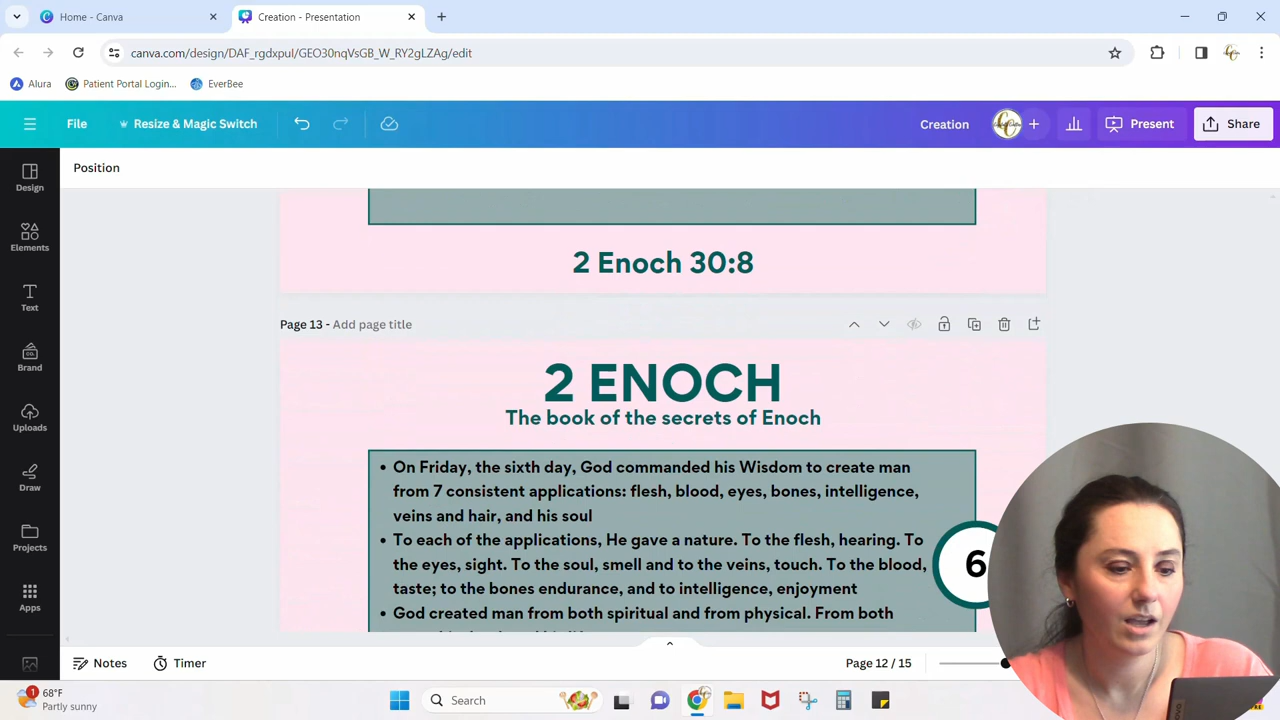 Home - Canva
Creation - Presentation
canva.com/design/DAF_rgdxpuI/GEO30nqVsGB_W_RY2gLZAg/edit
Alura
Patient Portal Login...
EverBee
File
Resize & Magic Switch
Creation
Present
Share
Position
Design
Elements
Text
Brand
Uploads
Draw
Projects
Apps
2 Enoch 30:8
Page 13 - Add page title
2 ENOCH
The book of the secrets of Enoch
• On Friday, the sixth day, God commanded his Wisdom to create man
from 7 consistent applications: flesh, blood, eyes, bones, intelligence,
veins and hair, and his soul
• To each of the applications, He gave a nature. To the flesh, hearing. To
the eyes, sight. To the soul, smell and to the veins, touch. To the blood,
taste; to the bones endurance, and to intelligence, enjoyment
• God created man from both spiritual and from physical. From both
6
Notes
Timer
Page 12 / 15
1
68°F
Partly sunny
Search